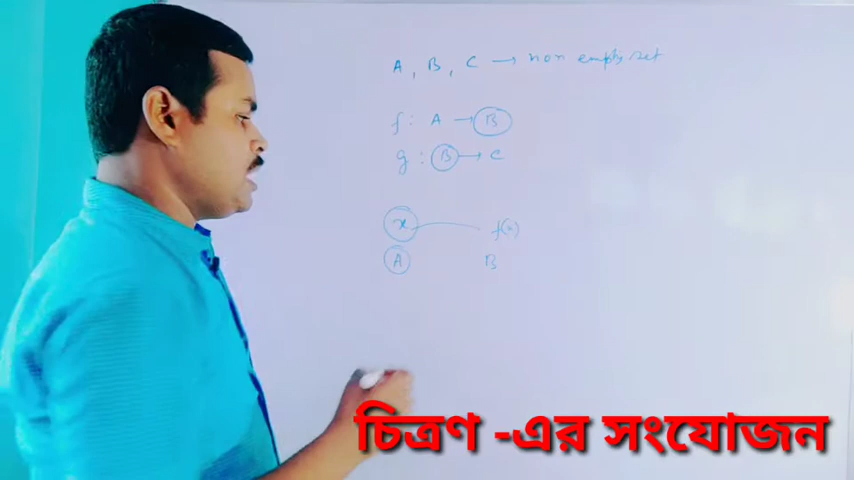 A, B, C → non empty set
f : A → B
g : B → C
x f(x)
A B
চিত্রণ -এর সংযোজন